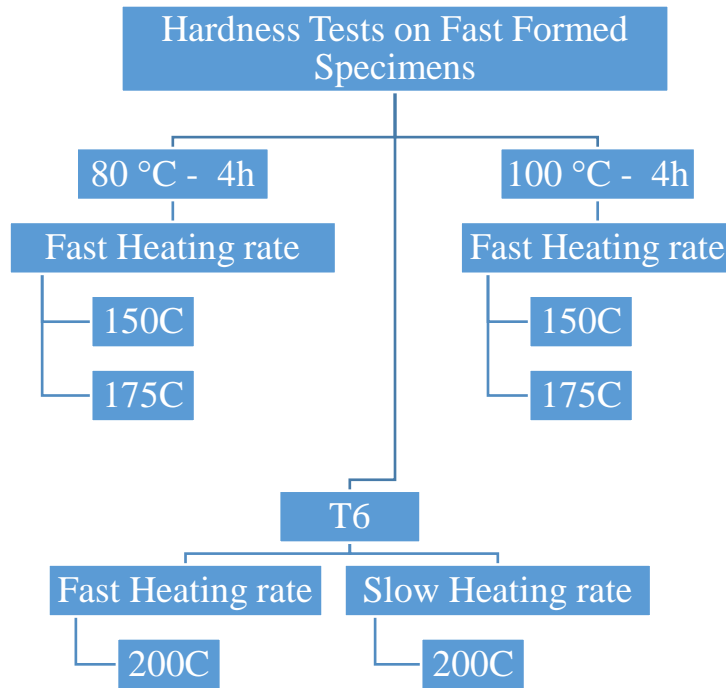 Hardness Tests on Fast Formed
Specimens
80 °C - 4h
100 °C - 4h
Fast Heating rate
Fast Heating rate
150C
150C
175C
175C
T6
Fast Heating rate
Slow Heating rate
200C
200C